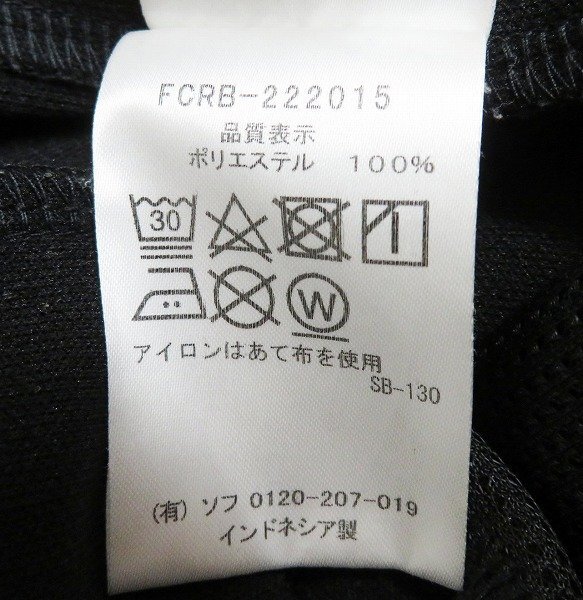 FCRB-222015
品質表示
ポリエステル 100%
30
W
アイロンはあて布を使用
SB-130
(有) ソフ 0120-207-019
インドネシア製